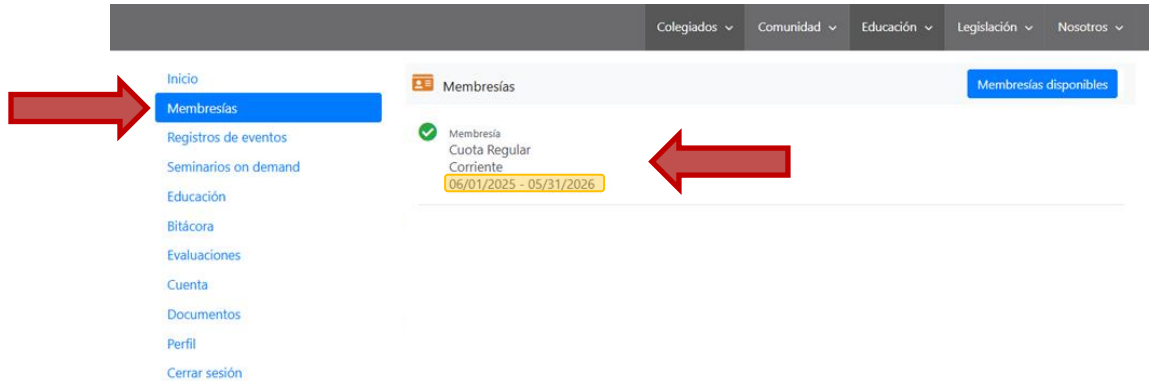 Colegiados Comunidad Educación Legislación Nosotros
Inicio
Membresías
Registros de eventos
Seminarios on demand
Educación
Bitácora
Evaluaciones
Cuenta
Documentos
Perfil
Cerrar sesión
Membresías
Membresías disponibles
Membresía
Cuota Regular
Corriente
06/01/2025 - 05/31/2026